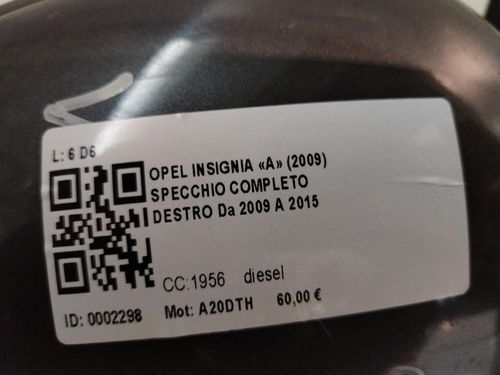 L: 6 D6
OPEL INSIGNIA «A» (2009)
SPECCHIO COMPLETO
DESTRO Da 2009 A 2015
CC:1956 diesel
ID: 0002298 Mot: A20DTH 60,00 €